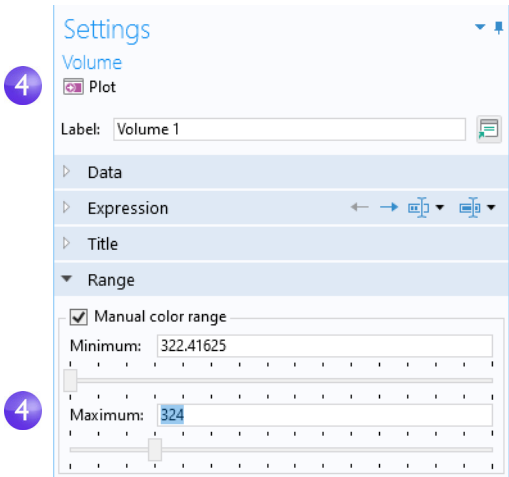 Settings
Volume
4
Plot
Label: Volume 1
Data
Expression
Title
Range
Manual color range
Minimum: 322.41625
4
Maximum: 324